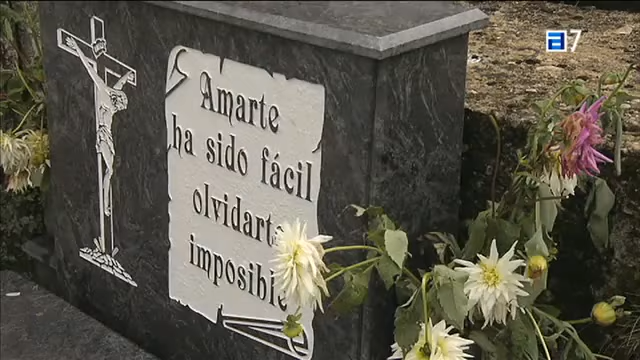 a7
Amarte
ha sido fácil
olvidarte
imposible